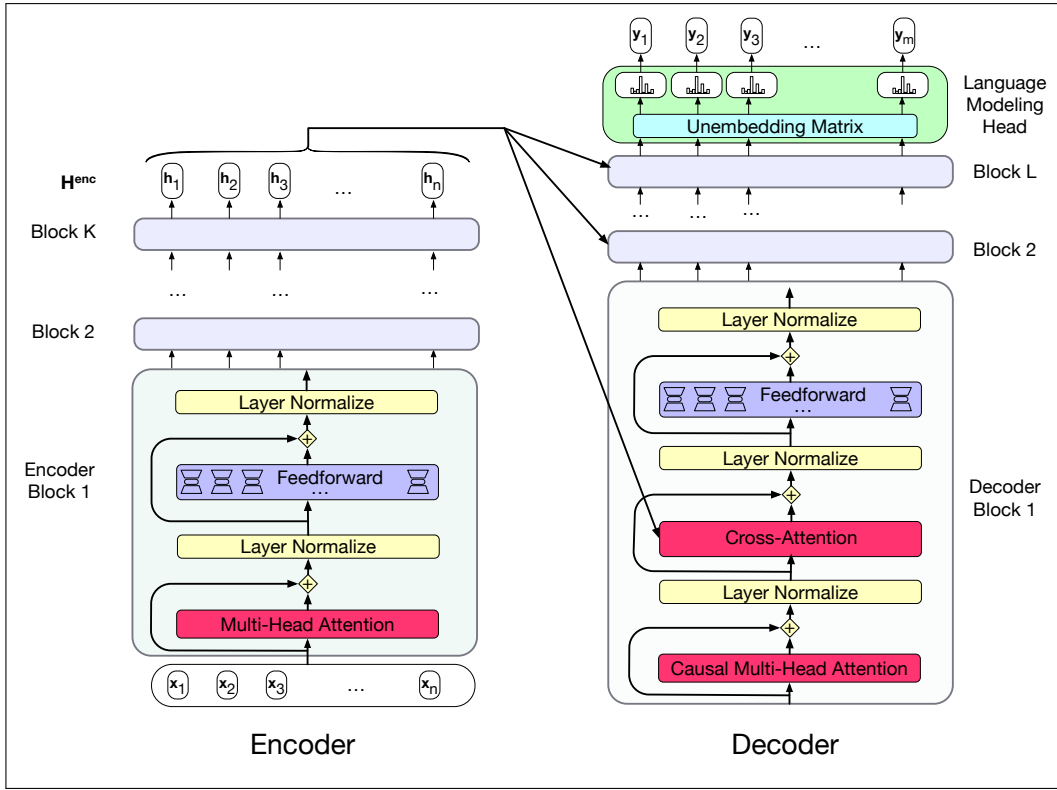 y1 y2 y3 ... ym
Language
Modeling
Head
Unembedding Matrix
Block L
... ... ... ...
Block 2
Henc
h1 h2 h3 ... hn
Block K
... ... ...
Block 2
Layer Normalize
Encoder
Block 1
Feedforward
...
Layer Normalize
Multi-Head Attention
x1 x2 x3 ... xn
Encoder
Layer Normalize
Feedforward
...
Layer Normalize
Decoder
Block 1
Cross-Attention
Layer Normalize
Causal Multi-Head Attention
Decoder